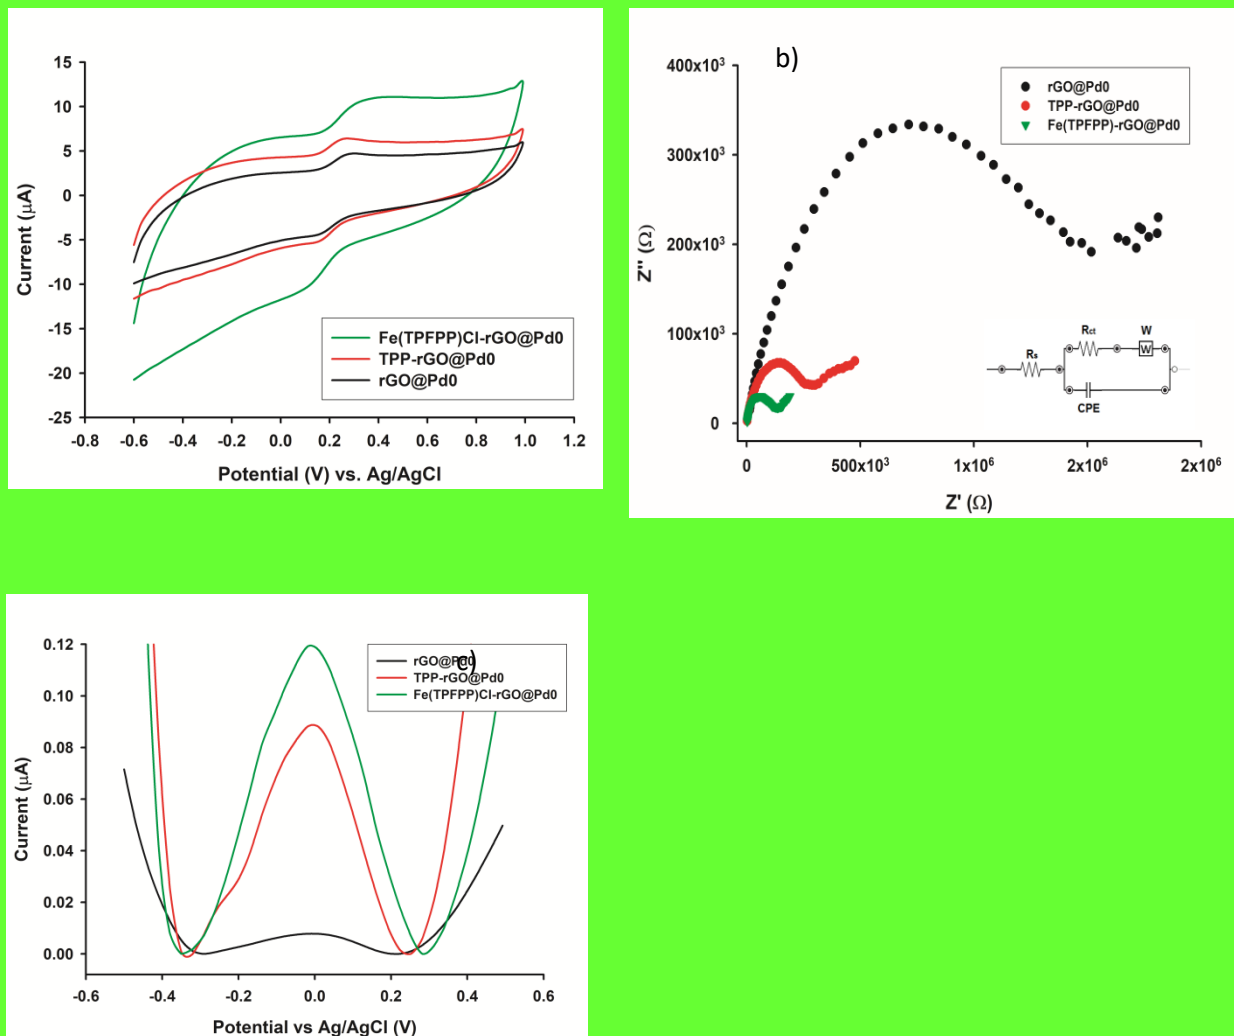 15
10
5
0
-5
-10
-15
-20
-25
Current (μA)
Fe(TPFPP)Cl-rGO@Pd0
TPP-rGO@Pd0
rGO@Pd0
-0.8 -0.6 -0.4 -0.2 0.0 0.2 0.4 0.6 0.8 1.0 1.2
Potential (V) vs. Ag/AgCl
b)
400x10³
300x10³
200x10³
100x10³
0
Z'' (Ω)
rGO@Pd0
TPP-rGO@Pd0
Fe(TPFPP)-rGO@Pd0
Rs
Rct
W
W
CPE
0 500x10³ 1x10⁶ 2x10⁶ 2x10⁶
Z' (Ω)
c)
0.12
0.10
0.08
0.06
0.04
0.02
0.00
Current (μA)
rGO@Pd0
TPP-rGO@Pd0
Fe(TPFPP)Cl-rGO@Pd0
-0.6 -0.4 -0.2 0.0 0.2 0.4 0.6
Potential vs Ag/AgCl (V)